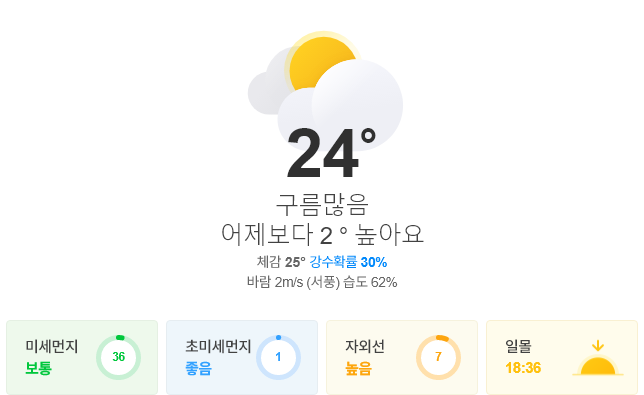 24°
구름많음
어제보다 2 ° 높아요
체감 25° 강수확률 30%
바람 2m/s (서풍) 습도 62%
미세먼지
보통
36
초미세먼지
좋음
1
자외선
높음
7
일몰
18:36